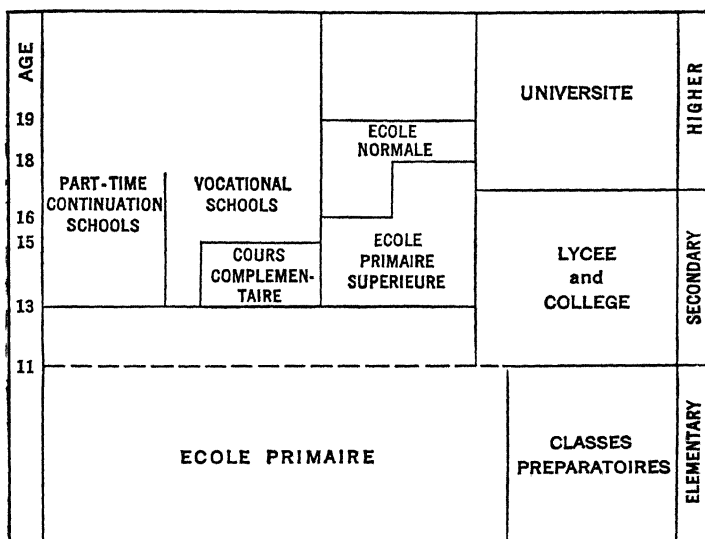 AGE
19
18
16
15
13
11
PART-TIME
CONTINUATION
SCHOOLS
VOCATIONAL
SCHOOLS
COURS
COMPLEMEN-
TAIRE
ECOLE
NORMALE
ECOLE
PRIMAIRE
SUPERIEURE
UNIVERSITE
LYCEE
and
COLLEGE
ECOLE PRIMAIRE
CLASSES
PREPARATOIRES
HIGHER
SECONDARY
ELEMENTARY